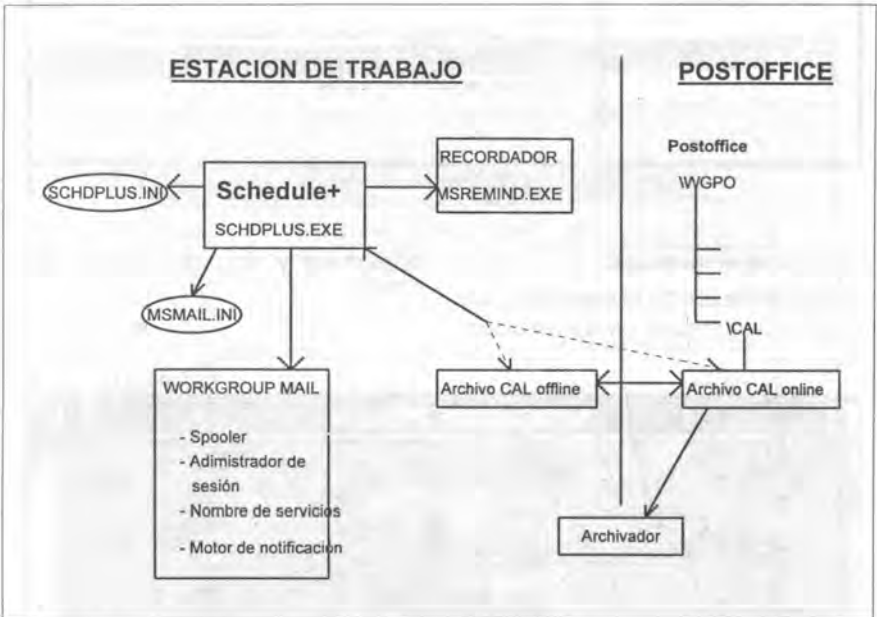 ESTACION DE TRABAJO
POSTOFFICE
SCHDPLUS.INI
Schedule+
SCHDPLUS.EXE
RECORDADOR
MSREMIND.EXE
Postoffice
\WGPO
\CAL
MSMAIL.INI
WORKGROUP MAIL
- Spooler
- Adimistrador de
sesión
- Nombre de servicios
- Motor de notificación
Archivo CAL offline
Archivo CAL online
Archivador